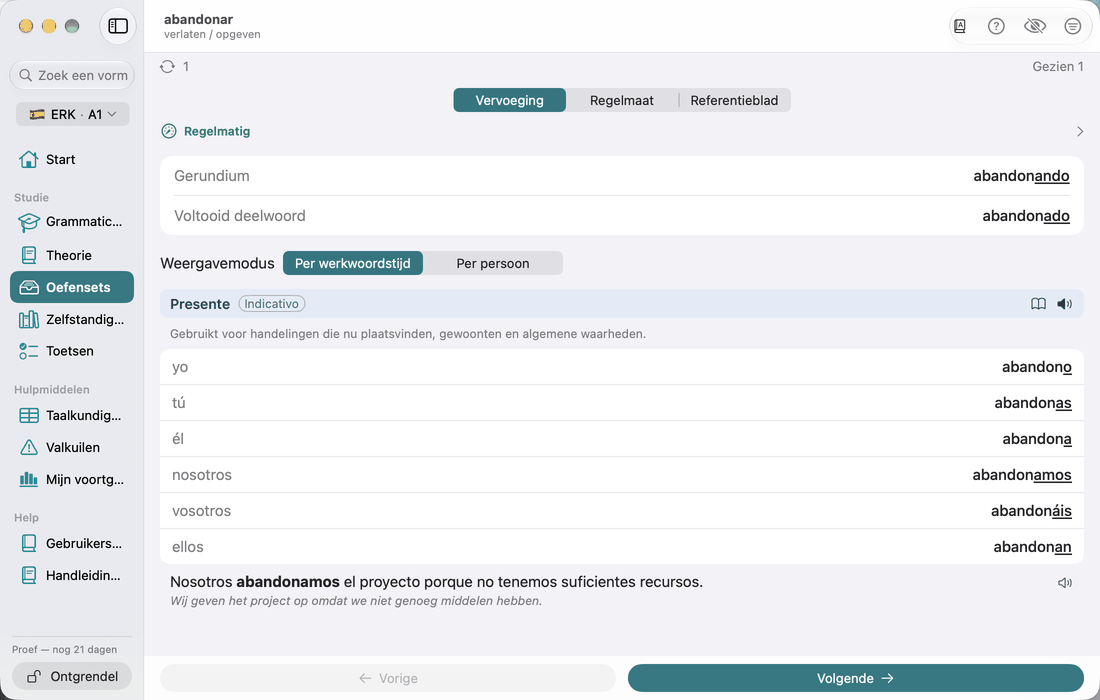 abandonar
verlaten / opgeven
Zoek een vorm
ERK · A1
Start
Studie
Grammatic...
Theorie
Oefensets
Zelfstandig...
Toetsen
Hulpmiddelen
Taalkundig...
Valkuilen
Mijn voortg...
Help
Gebruikers...
Handleidin...
Proef — nog 21 dagen
Ontgrendel
1
Gezien 1
Vervoeging Regelmaat Referentieblad
Regelmatig
Gerundium abandonando
Voltooid deelwoord abandonado
Weergavemodus Per werkwoordstijd Per persoon
Presente Indicativo
Gebruikt voor handelingen die nu plaatsvinden, gewoonten en algemene waarheden.
yo abandono
tú abandonas
él abandona
nosotros abandonamos
vosotros abandonáis
ellos abandonan
Nosotros abandonamos el proyecto porque no tenemos suficientes recursos.
Wij geven het project op omdat we niet genoeg middelen hebben.
← Vorige
Volgende →